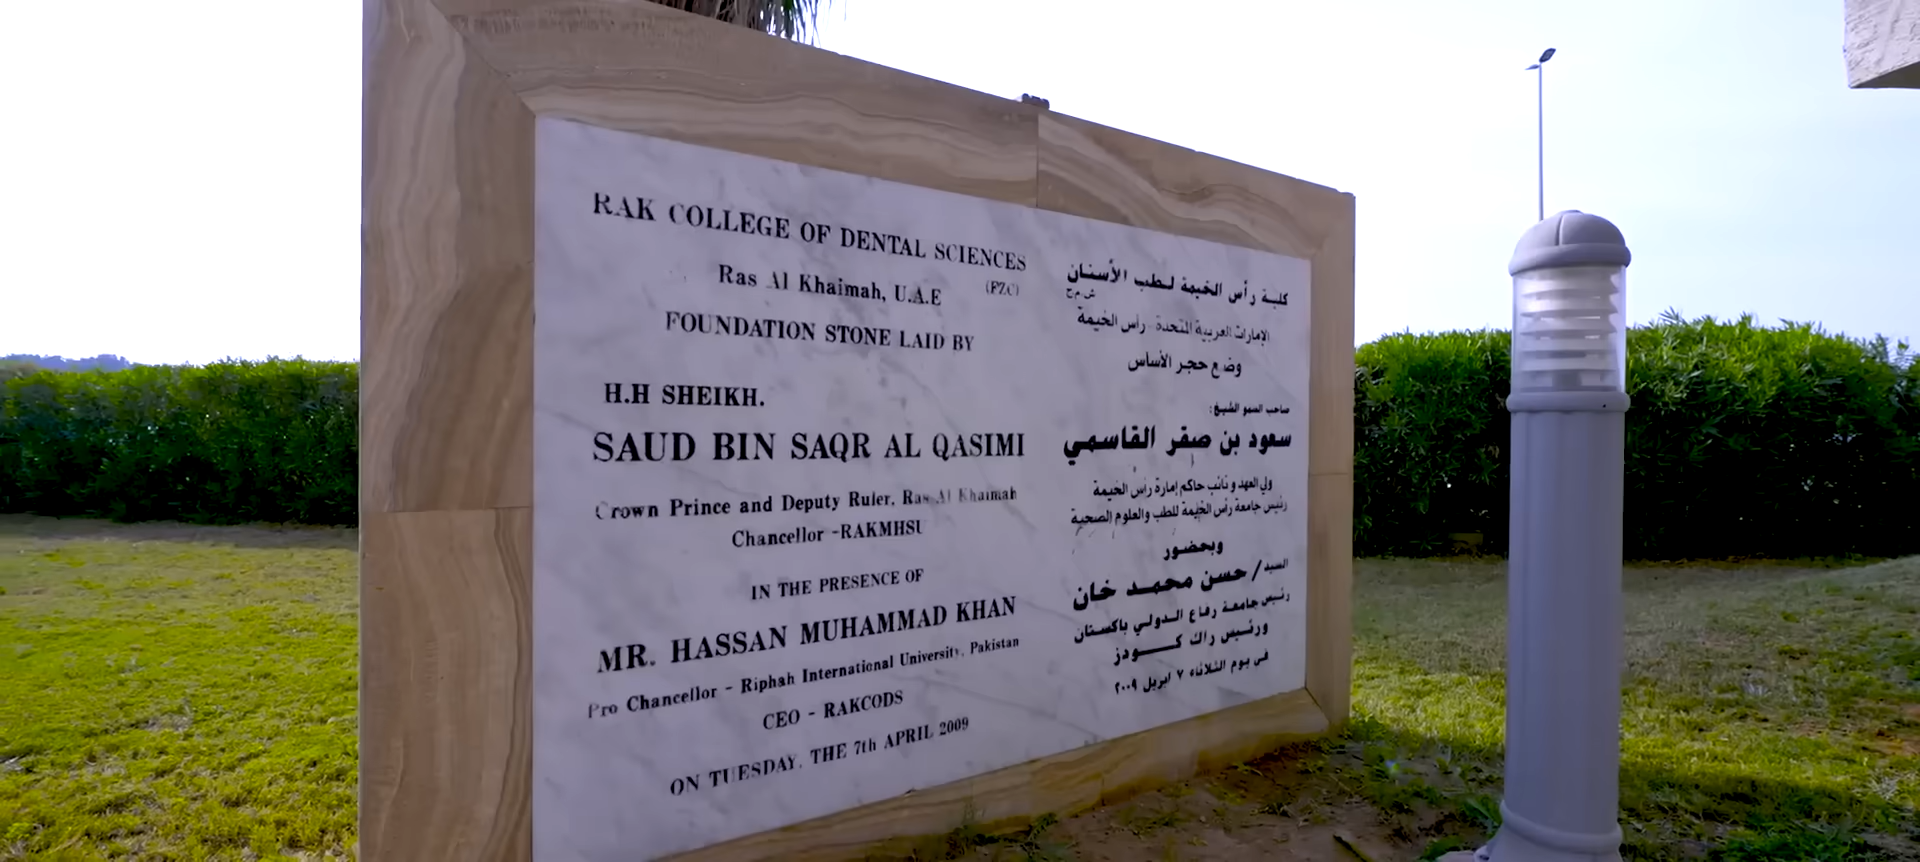 RAK COLLEGE OF DENTAL SCIENCES
(FZC)
Ras Al Khaimah, U.A.E
FOUNDATION STONE LAID BY
H.H SHEIKH.
SAUD BIN SAQR AL QASIMI
Crown Prince and Deputy Ruler, Ras Al Khaimah
Chancellor -RAKMHSU
IN THE PRESENCE OF
MR. HASSAN MUHAMMAD KHAN
Pro Chancellor - Riphah International University, Pakistan
CEO - RAKCODS
ON TUESDAY, THE 7th APRIL 2009
كلية رأس الخيمة لطب الأسنان
ش.م.ح
الإمارات العربية المتحدة - رأس الخيمة
وضع حجر الأساس
صاحب السمو الشيخ:
سعود بن صقر القاسمي
ولي العهد و نائب حاكم إمارة رأس الخيمة
رئيس جامعة رأس الخيمة للطب والعلوم الصحية
وبحضور
السيد / حسن محمد خان
رئيس جامعة رفاع الدولي باكستان
ورئيس راك كودز
في يوم الثلاثاء ٧ ابريل ٢٠٠٩